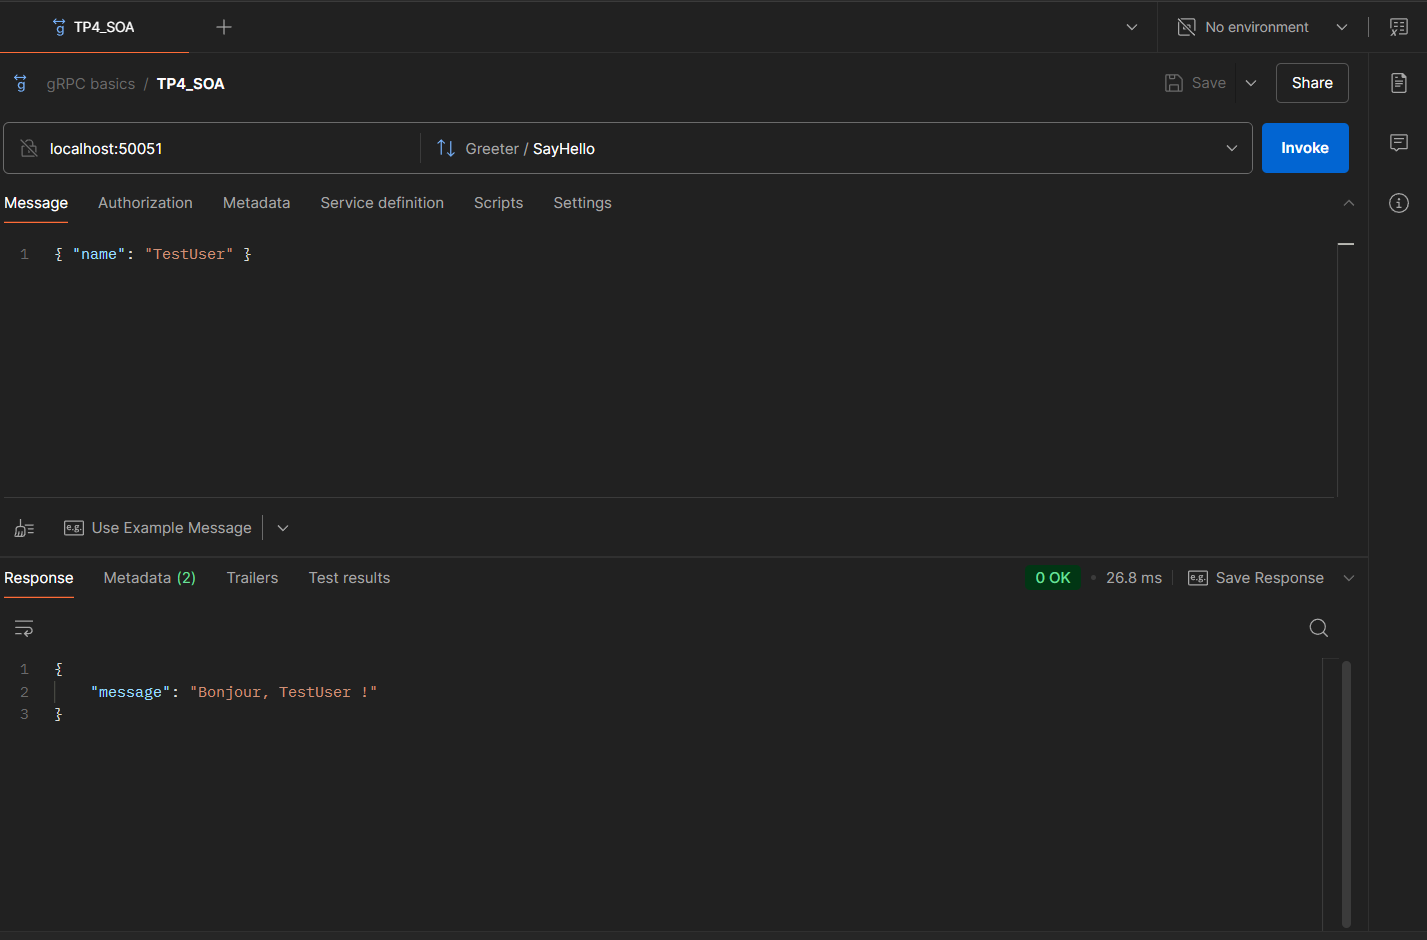 TP4_SOA
No environment
gRPC basics / TP4_SOA
Save
Share
localhost:50051
Greeter / SayHello
Invoke
Message Authorization Metadata Service definition Scripts Settings
1 { "name": "TestUser" }
e.g. Use Example Message
Response Metadata (2) Trailers Test results
0 OK • 26.8 ms
e.g. Save Response
1 {
2 "message": "Bonjour, TestUser !"
3 }